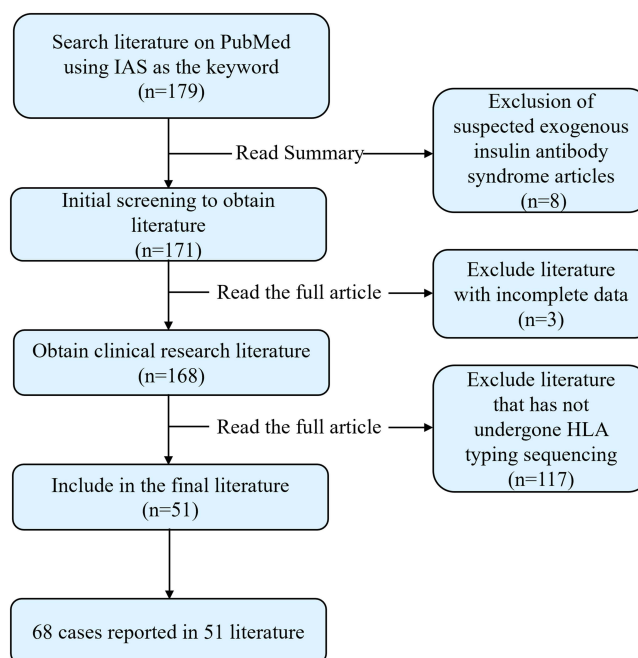 Search literature on PubMed
using IAS as the keyword
(n=179)
Read Summary
Exclusion of
suspected exogenous
insulin antibody
syndrome articles
(n=8)
Initial screening to obtain
literature
(n=171)
Read the full article
Exclude literature
with incomplete data
(n=3)
Obtain clinical research literature
(n=168)
Read the full article
Exclude literature
that has not
undergone HLA
typing sequencing
(n=117)
Include in the final literature
(n=51)
68 cases reported in 51 literature